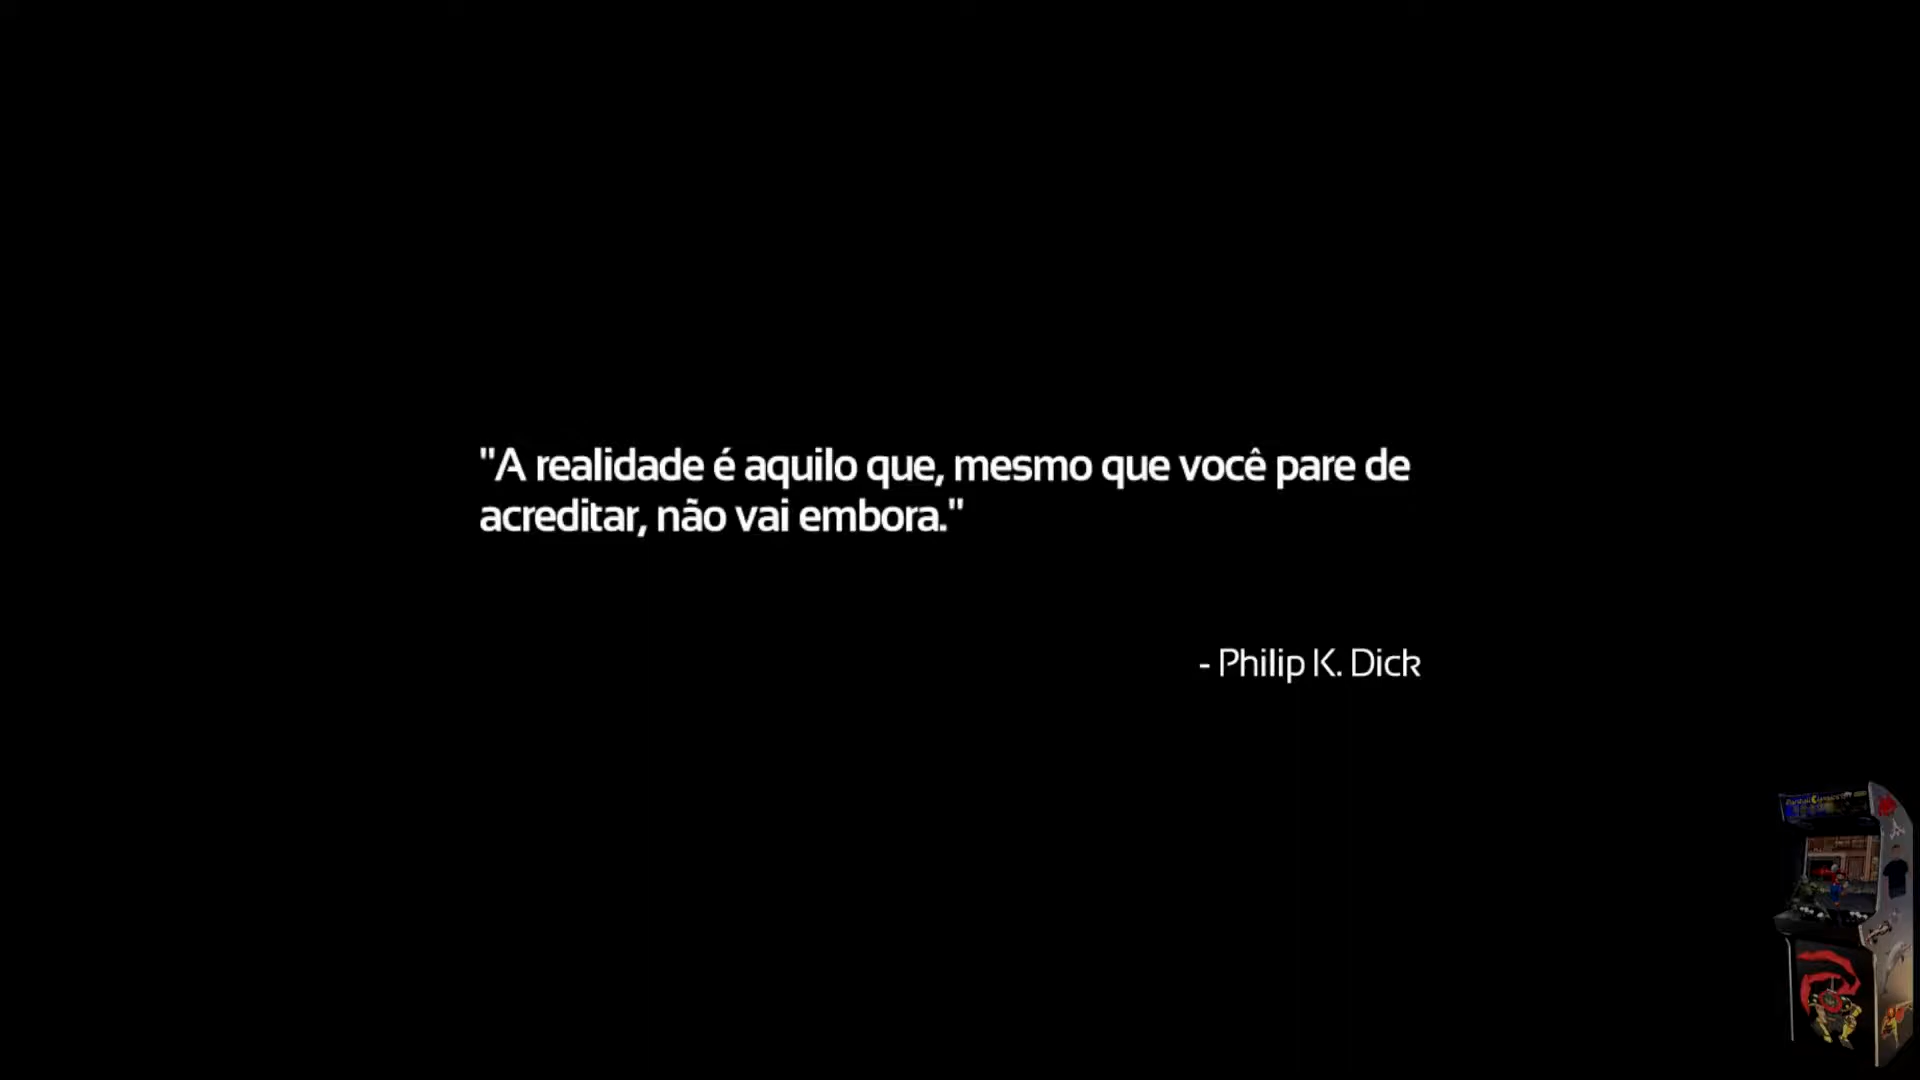 "A realidade é aquilo que, mesmo que você pare de
acreditar, não vai embora."
- Philip K. Dick